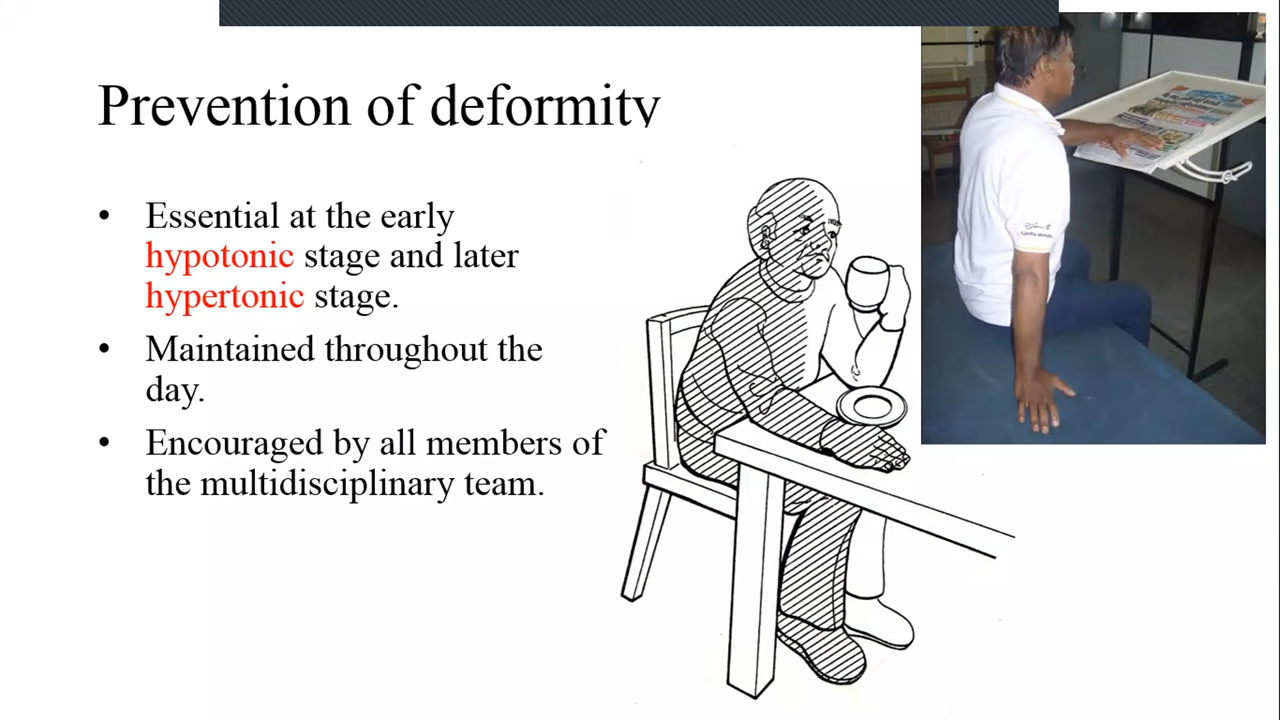 Prevention of deformity
• Essential at the early
hypotonic stage and later
hypertonic stage.
• Maintained throughout the
day.
• Encouraged by all members of
the multidisciplinary team.